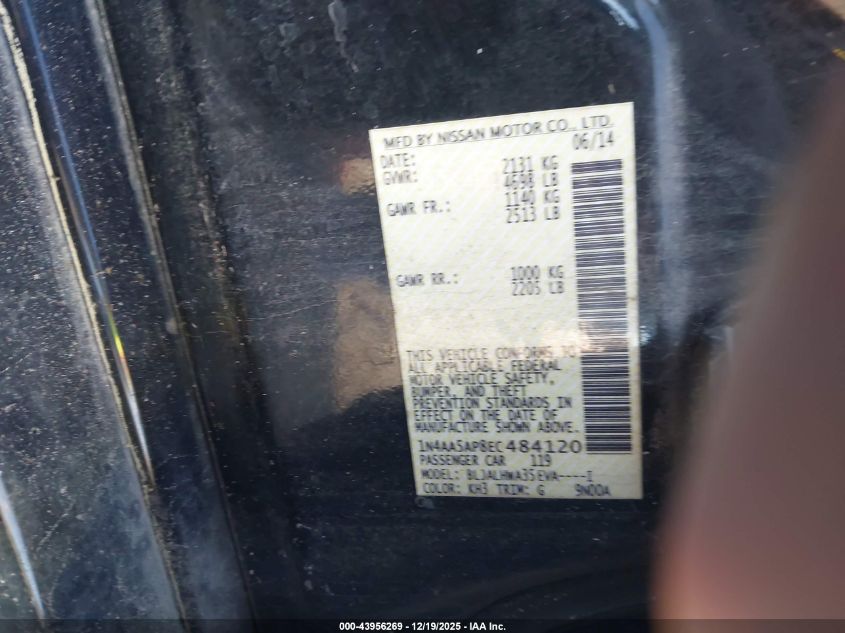 MFD BY NISSAN MOTOR CO., LTD.
DATE: 06/14
GVWR: 2131 KG
4698 LB
GAWR FR.: 1140 KG
2513 LB
GAWR RR.: 1000 KG
2205 LB
THIS VEHICLE CONFORMS TO
ALL APPLICABLE FEDERAL
MOTOR VEHICLE SAFETY,
BUMPER, AND THEFT
PREVENTION STANDARDS IN
EFFECT ON THE DATE OF
MANUFACTURE SHOWN ABOVE.
1N4AA5AP8EC484120
PASSENGER CAR 119
MODEL: BLJALHWA35EVA----I
COLOR: KH3 TRIM: G 9N00A
000-43956269 – 12/19/2025 – IAA Inc.